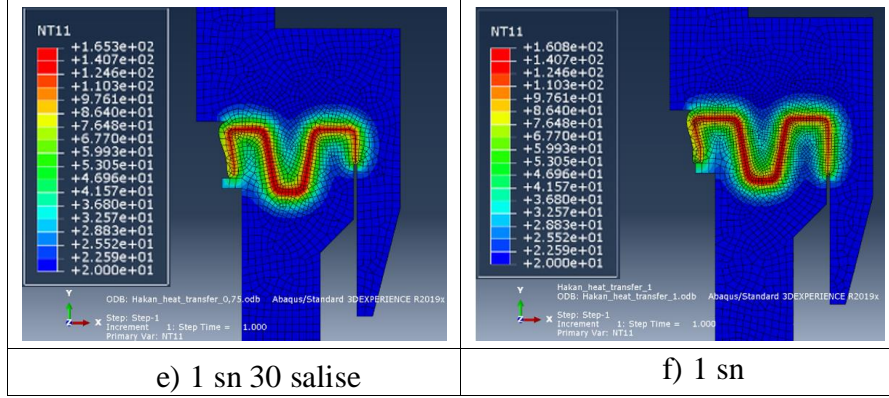 NT11
+1.653e+02
+1.407e+02
+1.246e+02
+1.103e+02
+9.761e+01
+8.640e+01
+7.648e+01
+6.770e+01
+5.993e+01
+5.305e+01
+4.696e+01
+4.157e+01
+3.680e+01
+3.257e+01
+2.883e+01
+2.552e+01
+2.259e+01
+2.000e+01
Y
Z X
ODB: Hakan_heat_transfer_0,75.odb Abaqus/Standard 3DEXPERIENCE R2019x
Step: Step-1
Increment 1: Step Time = 1.000
Primary Var: NT11
e) 1 sn 30 salise
NT11
+1.608e+02
+1.407e+02
+1.246e+02
+1.103e+02
+9.761e+01
+8.640e+01
+7.648e+01
+6.770e+01
+5.993e+01
+5.305e+01
+4.696e+01
+4.157e+01
+3.680e+01
+3.257e+01
+2.883e+01
+2.552e+01
+2.259e+01
+2.000e+01
Y
Z X
Hakan_heat_transfer_1
ODB: Hakan_heat_transfer_1.odb Abaqus/Standard 3DEXPERIENCE R2019x
Step: Step-1
Increment 1: Step Time = 1.000
Primary Var: NT11
f) 1 sn